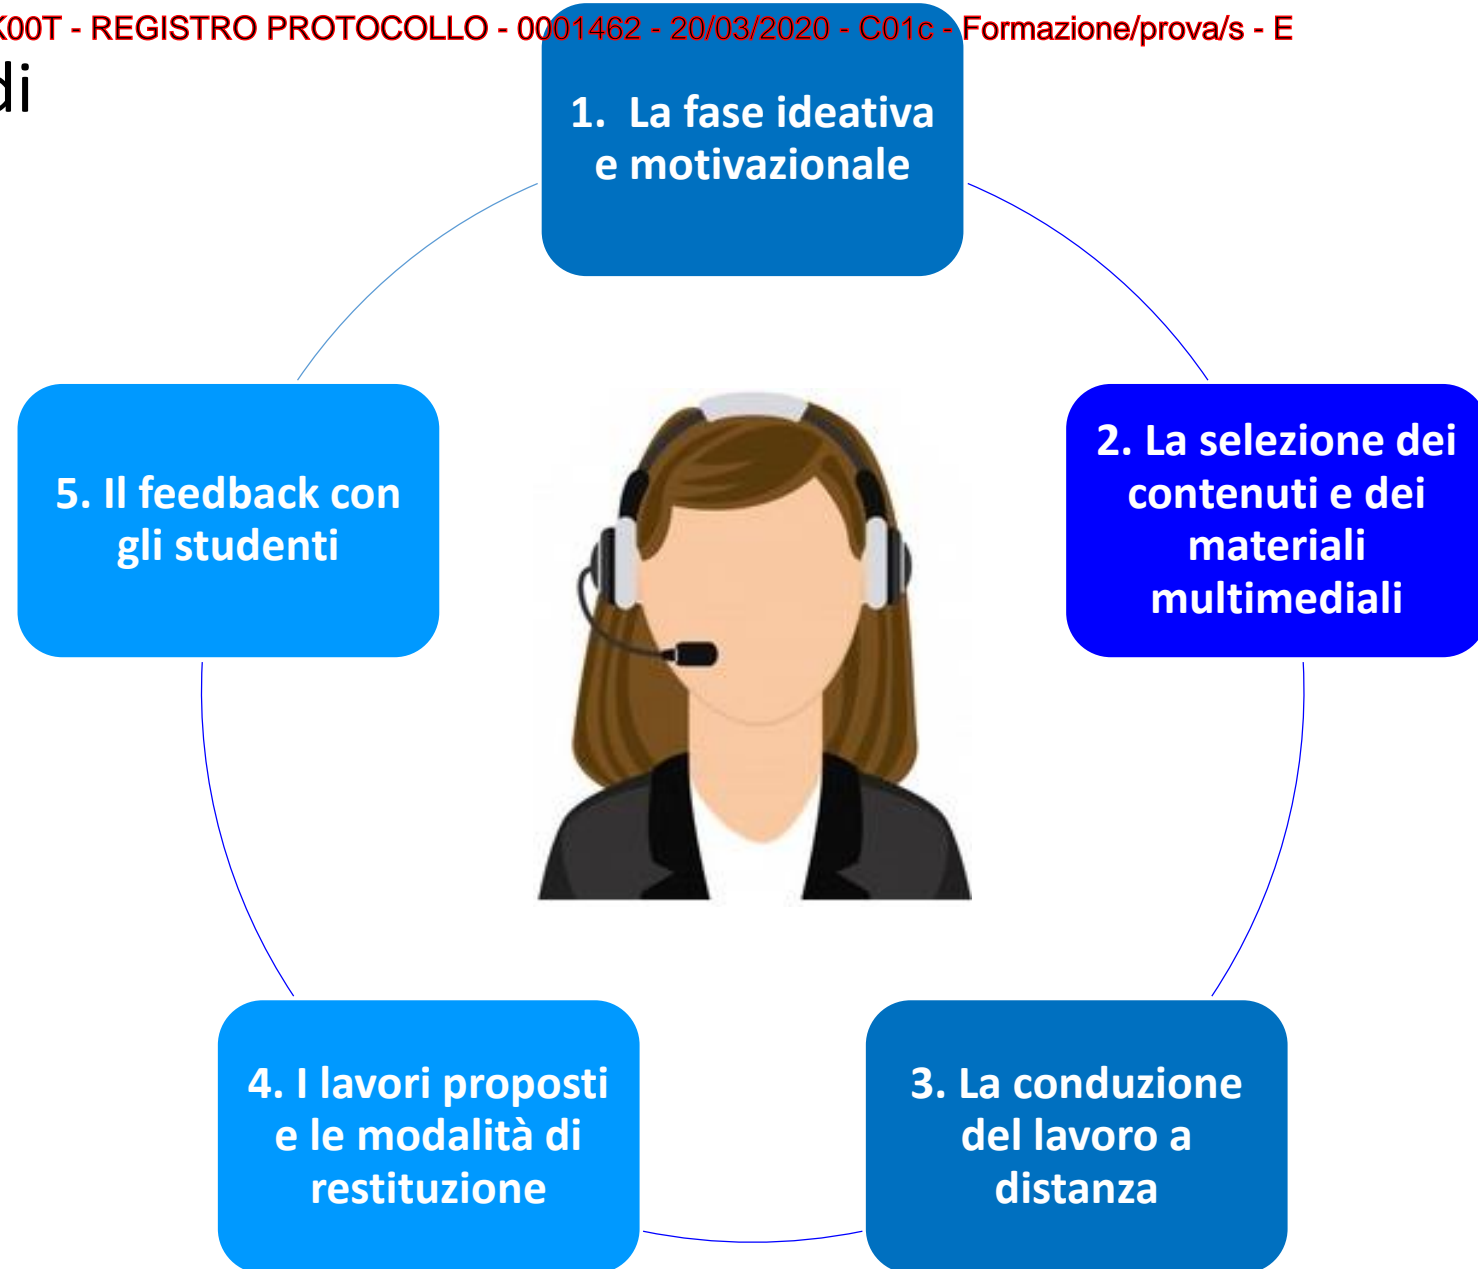 K00T - REGISTRO PROTOCOLLO - 0001462 - 20/03/2020 - C01c - Formazione/prova/s - E
di
1. La fase ideativa
e motivazionale
2. La selezione dei
contenuti e dei
materiali
multimediali
3. La conduzione
del lavoro a
distanza
4. I lavori proposti
e le modalità di
restituzione
5. Il feedback con
gli studenti